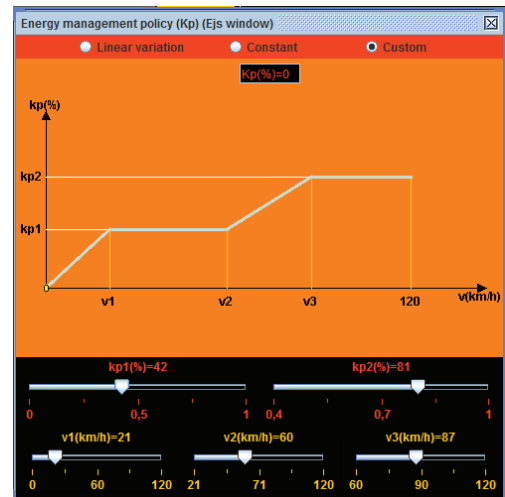 Energy management policy (Kp) (Ejs window)
Linear variation Constant Custom
Kp(%)=0
kp(%)
kp2
kp1
v1 v2 v3 120 v(km/h)
kp1(%)=42 kp2(%)=81
0 0,5 1 0,4 0,7 1
v1(km/h)=21 v2(km/h)=60 v3(km/h)=87
0 60 120 21 71 120 60 90 120